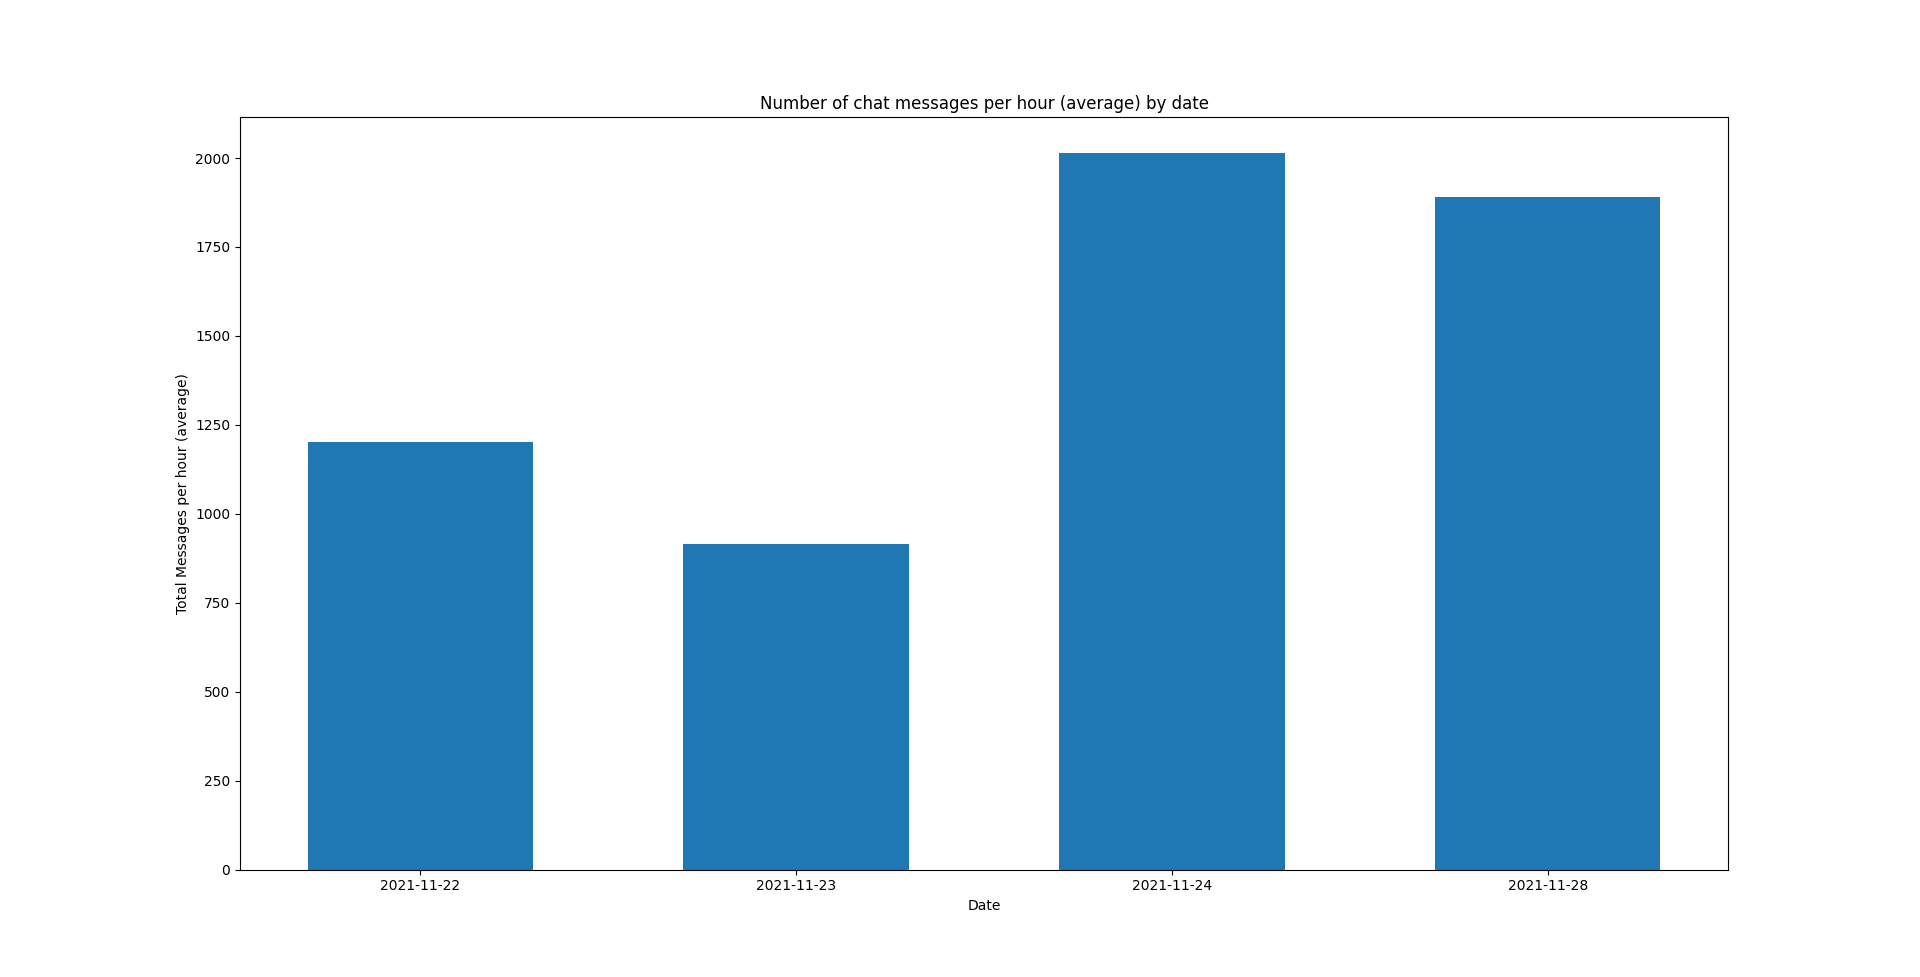 Number of chat messages per hour (average) by date
Total Messages per hour (average)
2000
1750
1500
1250
1000
750
500
250
0
2021-11-22 2021-11-23 2021-11-24 2021-11-28
Date